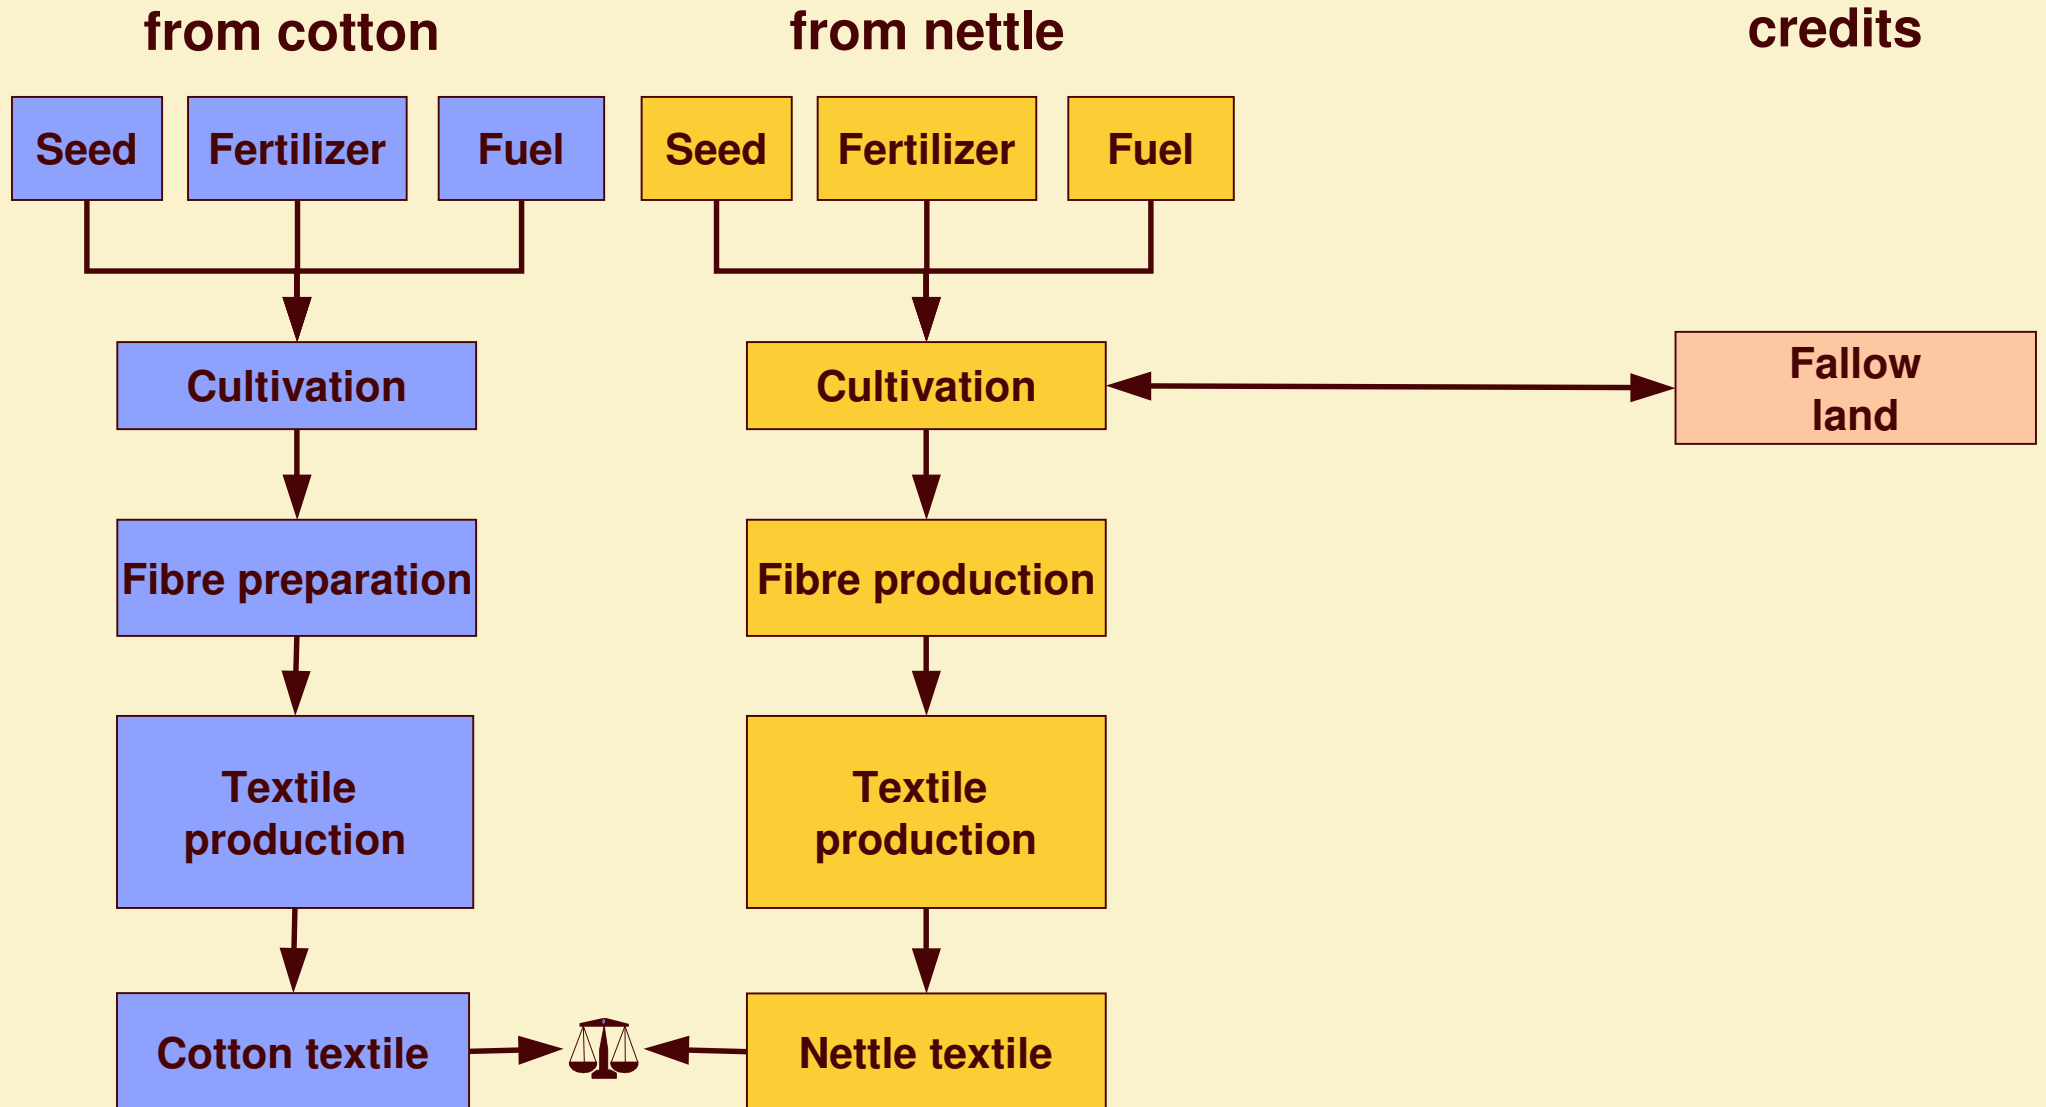 from cotton
from nettle
credits
Seed
Fertilizer
Fuel
Seed
Fertilizer
Fuel
Cultivation
Cultivation
Fallow
land
Fibre preparation
Fibre production
Textile
production
Textile
production
Cotton textile
Nettle textile